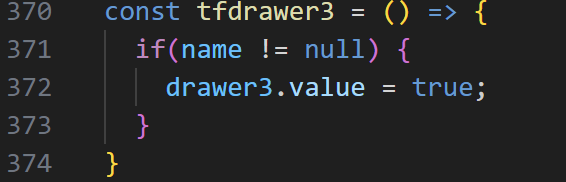 370 const tfdrawer3 = () => {
371 if(name != null) {
372 drawer3.value = true;
373 }
374 }